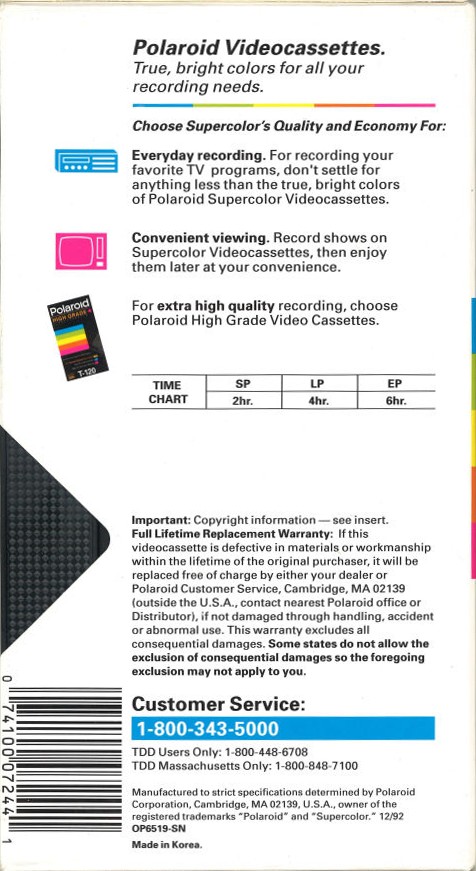 Polaroid Videocassettes.
True, bright colors for all your
recording needs.
Choose Supercolor's Quality and Economy For:
Everyday recording. For recording your
favorite TV programs, don't settle for
anything less than the true, bright colors
of Polaroid Supercolor Videocassettes.
Convenient viewing. Record shows on
Supercolor Videocassettes, then enjoy
them later at your convenience.
Polaroid
HIGH GRADE
T-120
For extra high quality recording, choose
Polaroid High Grade Video Cassettes.
TIME CHART SP LP EP
2hr. 4hr. 6hr.
Important: Copyright information — see insert.
Full Lifetime Replacement Warranty: If this
videocassette is defective in materials or workmanship
within the lifetime of the original purchaser, it will be
replaced free of charge by either your dealer or
Polaroid Customer Service, Cambridge, MA 02139
(outside the U.S.A., contact nearest Polaroid office or
Distributor), if not damaged through handling, accident
or abnormal use. This warranty excludes all
consequential damages. Some states do not allow the
exclusion of consequential damages so the foregoing
exclusion may not apply to you.
Customer Service:
1-800-343-5000
TDD Users Only: 1-800-448-6708
TDD Massachusetts Only: 1-800-848-7100
Manufactured to strict specifications determined by Polaroid
Corporation, Cambridge, MA 02139, U.S.A., owner of the
registered trademarks "Polaroid" and "Supercolor." 12/92
OP6519-SN
Made in Korea.
0 74100 07244 1